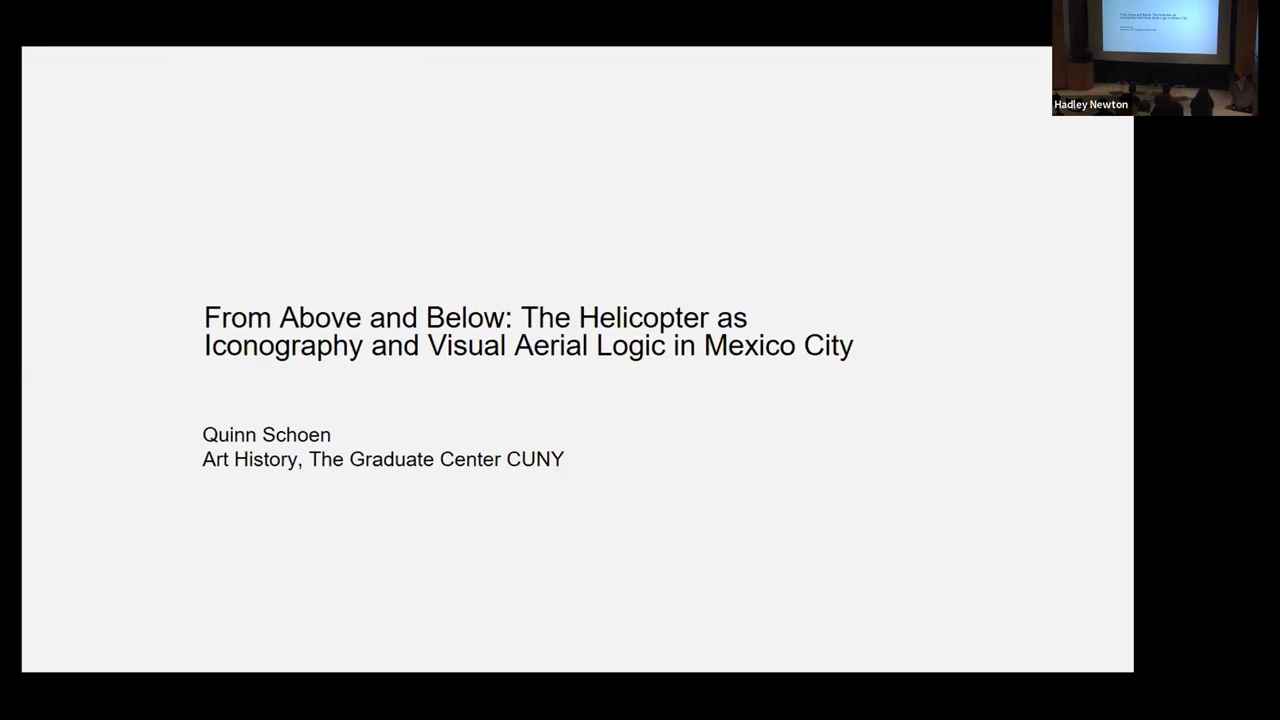 From Above and Below: The Helicopter as
Iconography and Visual Aerial Logic in Mexico City
Quinn Schoen
Art History, The Graduate Center CUNY
Hadley Newton